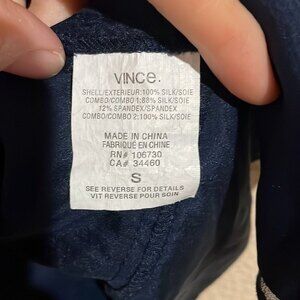 VINCE.
SHELL/EXTERIEUR:100% SILK/SOIE
COMBO/COMBO 1:88% SILK/SOIE
12% SPANDEX/SPANDEX
COMBO/COMBO 2:100% SILK/SOIE
MADE IN CHINA
FABRIQUÉ EN CHINE
RN# 106730
CA# 34460
S
SEE REVERSE FOR DETAILS
VIT REVERSE POUR SOIN